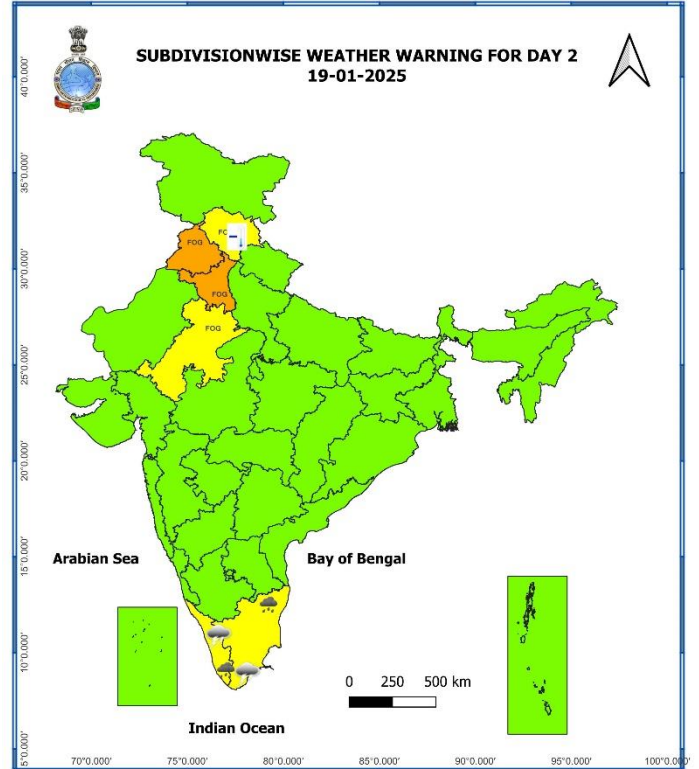 SUBDIVISIONWISE WEATHER WARNING FOR DAY 2
19-01-2025
40°0.000'
35°0.000'
30°0.000'
25°0.000'
20°0.000'
15°0.000'
10°0.000'
5°0.000'
FOG
FOG
FOG
Arabian Sea
Bay of Bengal
0 250 500 km
Indian Ocean
70°0.000' 75°0.000' 80°0.000' 85°0.000' 90°0.000' 95°0.000' 100°0.000'